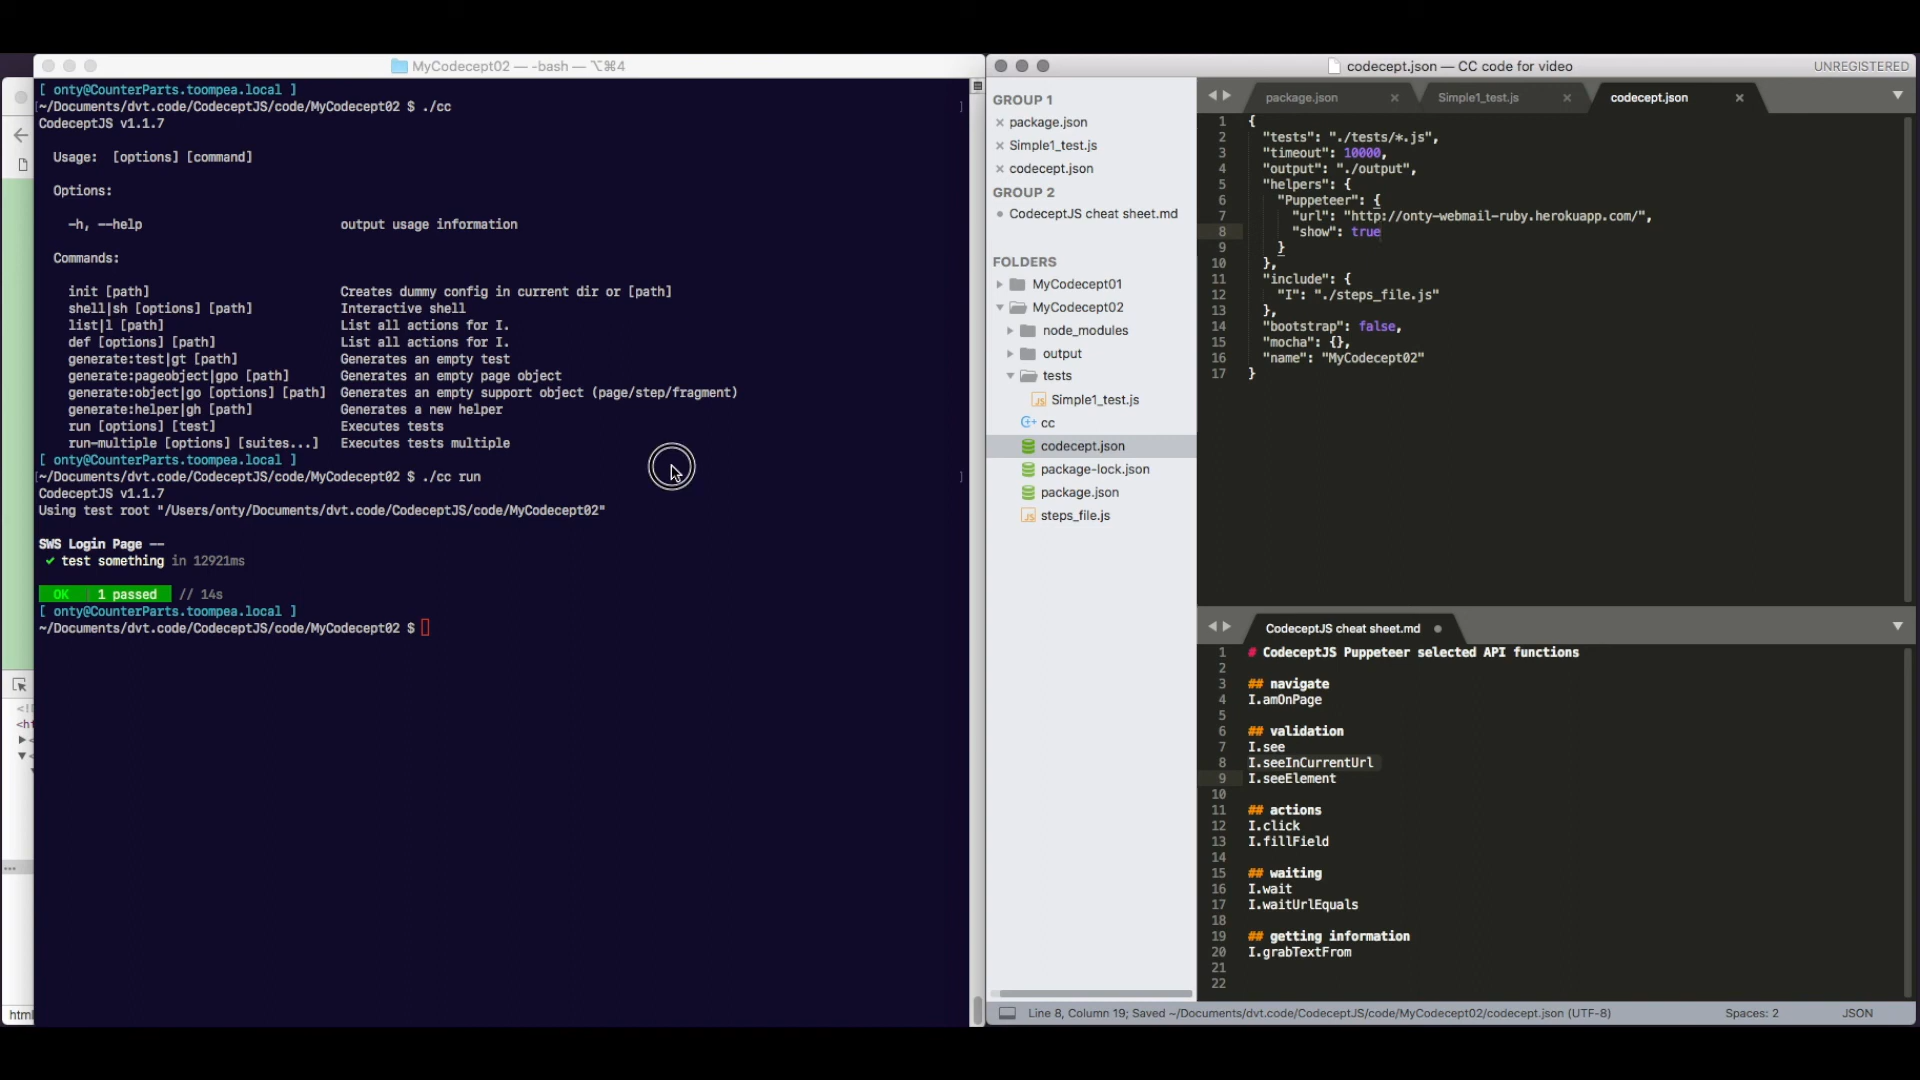 MyCodecept02 — -bash — ⌥⌘4
[ onty@CounterParts.toompea.local ]
[~/Documents/dvt.code/CodeceptJS/code/MyCodecept02 $ ./cc ]
CodeceptJS v1.1.7
Usage: [options] [command]
Options:
-h, --help output usage information
Commands:
init [path] Creates dummy config in current dir or [path]
shell|sh [options] [path] Interactive shell
list|l [path] List all actions for I.
def [options] [path] List all actions for I.
generate:test|gt [path] Generates an empty test
generate:pageobject|gpo [path] Generates an empty page object
generate:object|go [options] [path] Generates an empty support object (page/step/fragment)
generate:helper|gh [path] Generates a new helper
run [options] [test] Executes tests
run-multiple [options] [suites...] Executes tests multiple
[ onty@CounterParts.toompea.local ]
[~/Documents/dvt.code/CodeceptJS/code/MyCodecept02 $ ./cc run ]
CodeceptJS v1.1.7
Using test root "/Users/onty/Documents/dvt.code/CodeceptJS/code/MyCodecept02"
SWS Login Page --
✔ test something in 12921ms
OK | 1 passed // 14s
[ onty@CounterParts.toompea.local ]
~/Documents/dvt.code/CodeceptJS/code/MyCodecept02 $
html
codecept.json — CC code for video
UNREGISTERED
GROUP 1
× package.json
× Simple1_test.js
× codecept.json
GROUP 2
• CodeceptJS cheat sheet.md
FOLDERS
MyCodecept01
MyCodecept02
node_modules
output
tests
Simple1_test.js
cc
codecept.json
package-lock.json
package.json
steps_file.js
package.json × Simple1_test.js × codecept.json ×
1 {
2 "tests": "./tests/*.js",
3 "timeout": 10000,
4 "output": "./output",
5 "helpers": {
6 "Puppeteer": {
7 "url": "http://onty-webmail-ruby.herokuapp.com/",
8 "show": true
9 }
10 },
11 "include": {
12 "I": "./steps_file.js"
13 },
14 "bootstrap": false,
15 "mocha": {},
16 "name": "MyCodecept02"
17 }
CodeceptJS cheat sheet.md •
1 # CodeceptJS Puppeteer selected API functions
2
3 ## navigate
4 I.amOnPage
5
6 ## validation
7 I.see
8 I.seeInCurrentUrl
9 I.seeElement
10
11 ## actions
12 I.click
13 I.fillField
14
15 ## waiting
16 I.wait
17 I.waitUrlEquals
18
19 ## getting information
20 I.grabTextFrom
21
22
Line 8, Column 19; Saved ~/Documents/dvt.code/CodeceptJS/code/MyCodecept02/codecept.json (UTF-8) Spaces: 2 JSON